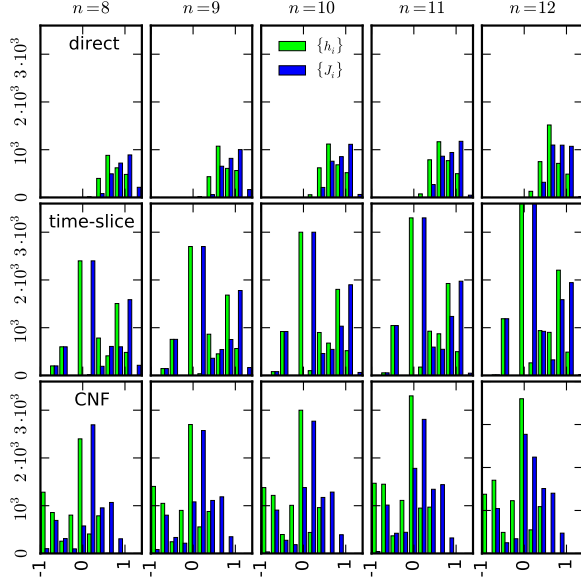 n=8 n=9 n=10 n=11 n=12
direct
{h_i}
{J_i}
3·10³
2·10³
10³
0
time-slice
3·10³
2·10³
10³
0
CNF
3·10³
2·10³
10³
0
-1 0 1 -1 0 1 -1 0 1 -1 0 1 -1 0 1